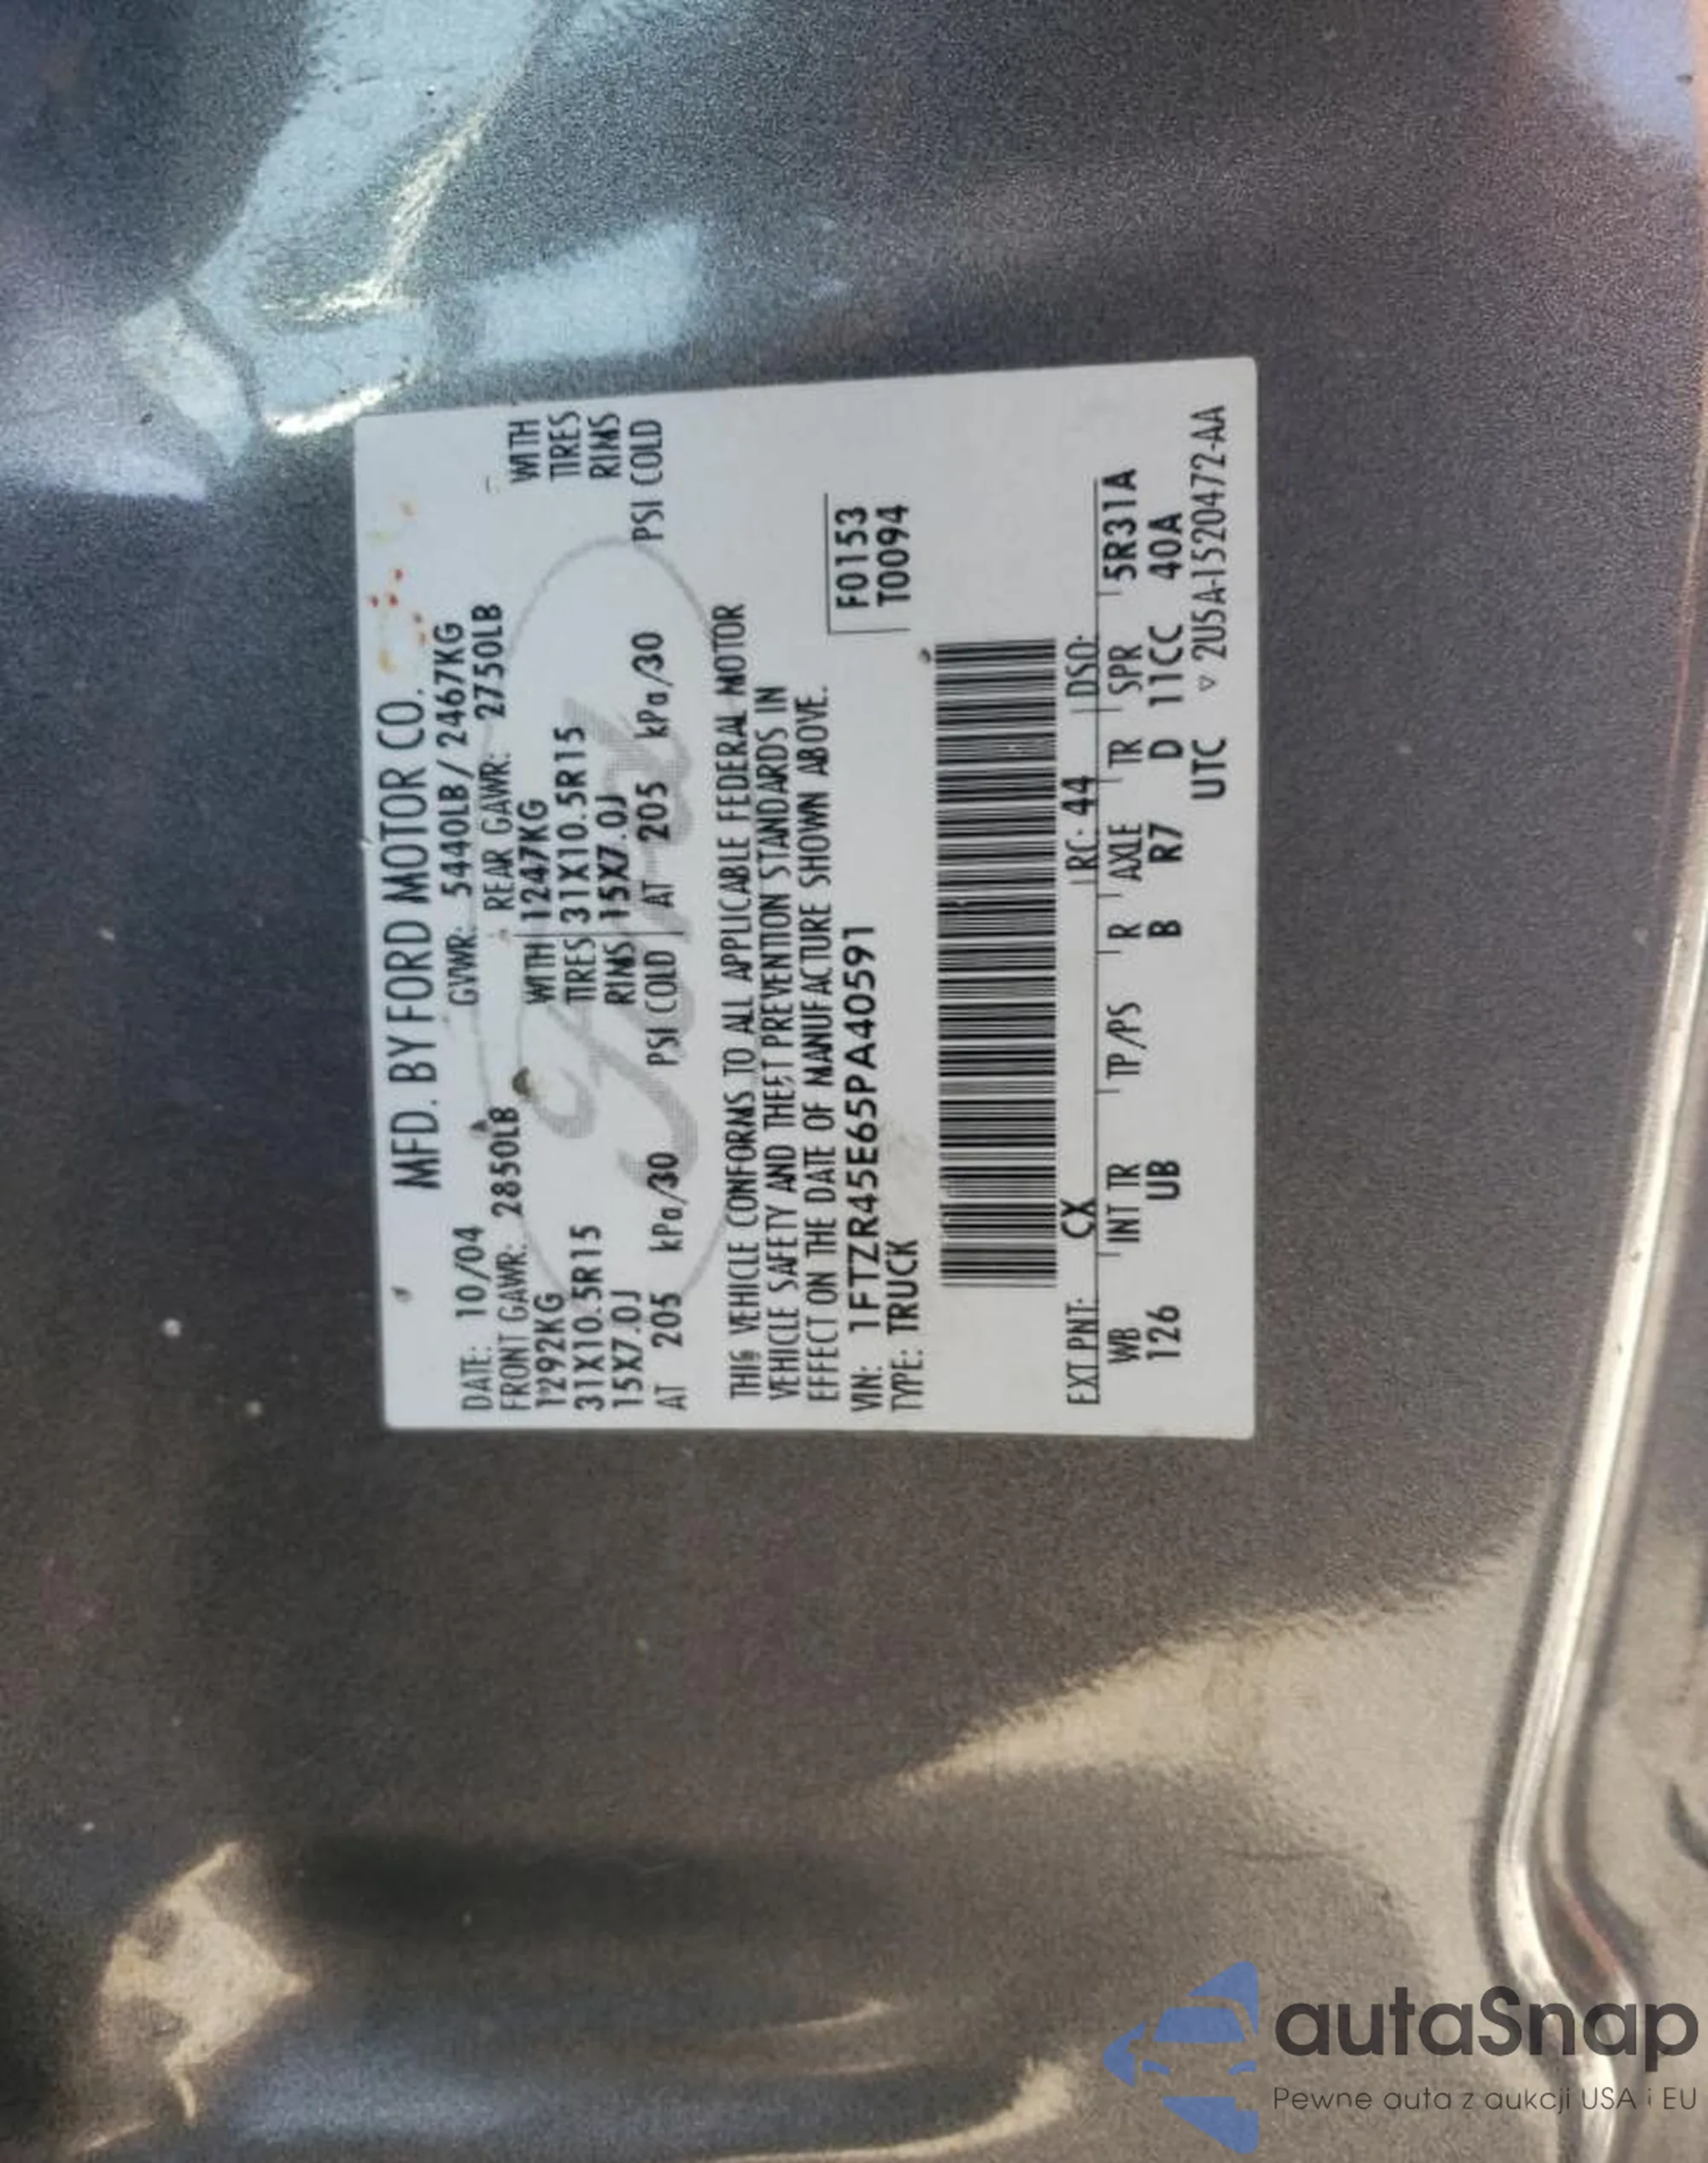 MFD. BY FORD MOTOR CO.
DATE: 10/04 GVWR: 5440LB/2467KG
FRONT GAWR: 2850LB REAR GAWR: 2750LB
1292KG WITH 1247KG WITH
31X10.5R15 TIRES 31X10.5R15 TIRES
15X7.0J RIMS 15X7.0J RIMS
AT 205 kPa/30 PSI COLD AT 205 kPa/30 PSI COLD
THIS VEHICLE CONFORMS TO ALL APPLICABLE FEDERAL MOTOR
VEHICLE SAFETY AND THEFT PREVENTION STANDARDS IN
EFFECT ON THE DATE OF MANUFACTURE SHOWN ABOVE.
VIN: 1FTZR45E65PA40591 F0153
TYPE: TRUCK T0094
EXT PNT: CX RC: 44 DSO:
WB INT TR TP/PS R AXLE TR SPR 5R31A
126 UB B R7 D 11CC 40A
UTC ▽ 2U5A-1520472-AA
Ford
autaSnap
Pewne auta z aukcji USA i EU